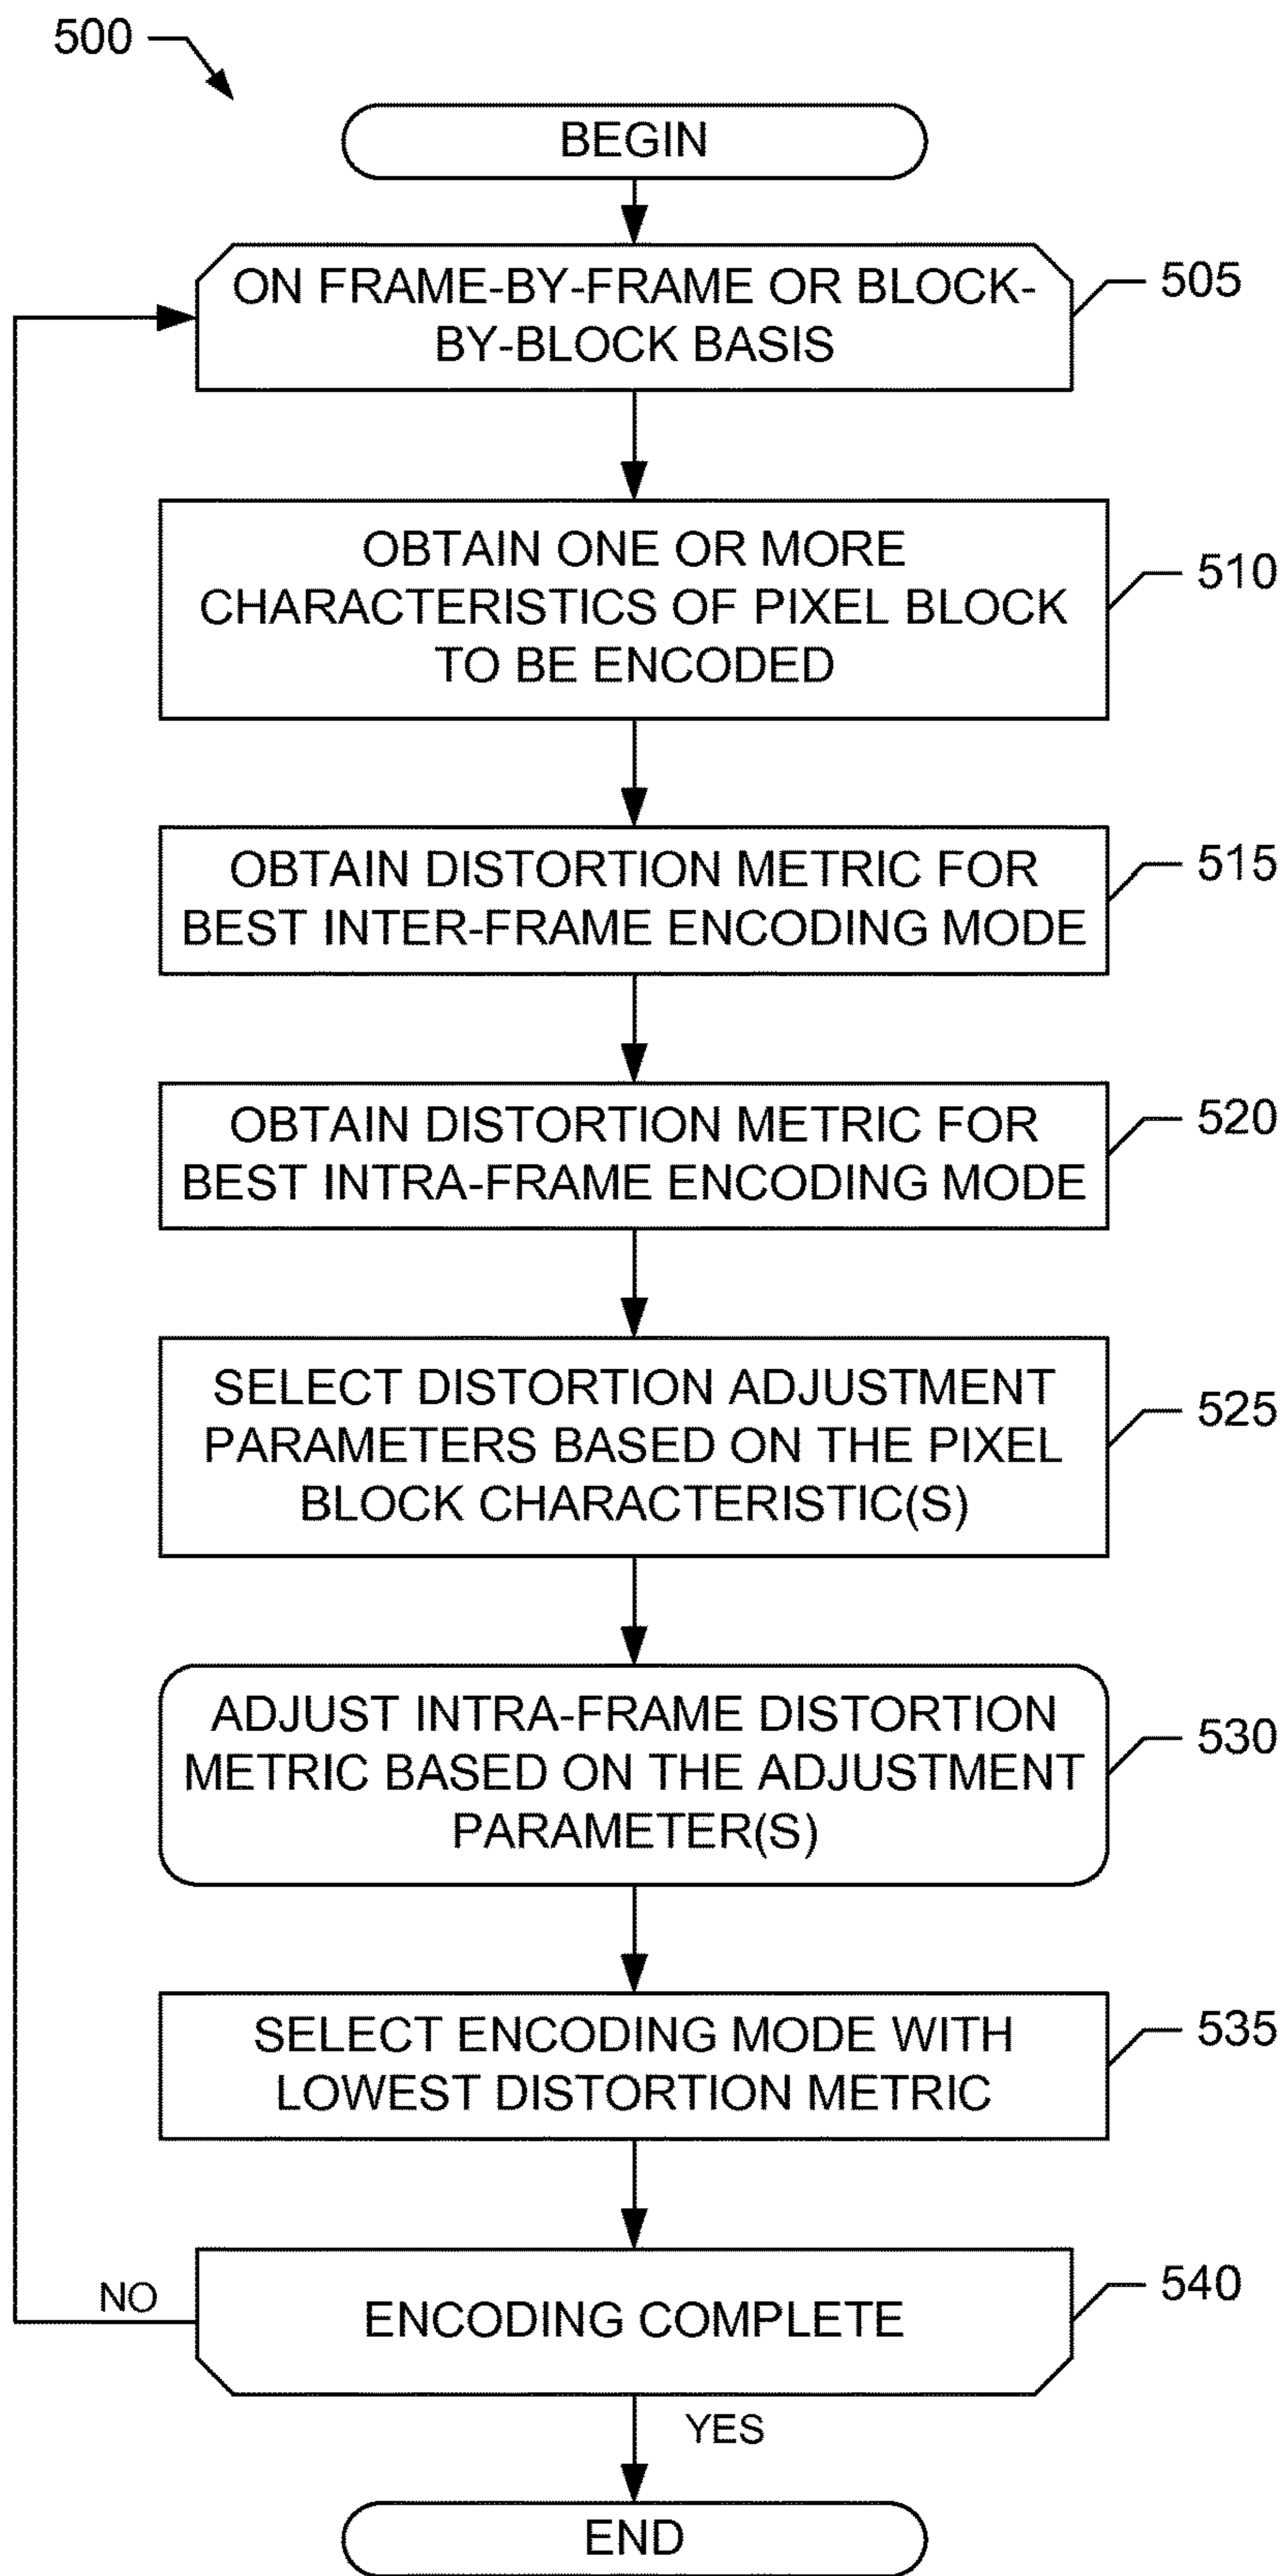 500
BEGIN
ON FRAME-BY-FRAME OR BLOCK-
BY-BLOCK BASIS
505
OBTAIN ONE OR MORE
CHARACTERISTICS OF PIXEL BLOCK
TO BE ENCODED
510
OBTAIN DISTORTION METRIC FOR
BEST INTER-FRAME ENCODING MODE
515
OBTAIN DISTORTION METRIC FOR
BEST INTRA-FRAME ENCODING MODE
520
SELECT DISTORTION ADJUSTMENT
PARAMETERS BASED ON THE PIXEL
BLOCK CHARACTERISTIC(S)
525
ADJUST INTRA-FRAME DISTORTION
METRIC BASED ON THE ADJUSTMENT
PARAMETER(S)
530
SELECT ENCODING MODE WITH
LOWEST DISTORTION METRIC
535
NO
ENCODING COMPLETE
540
YES
END